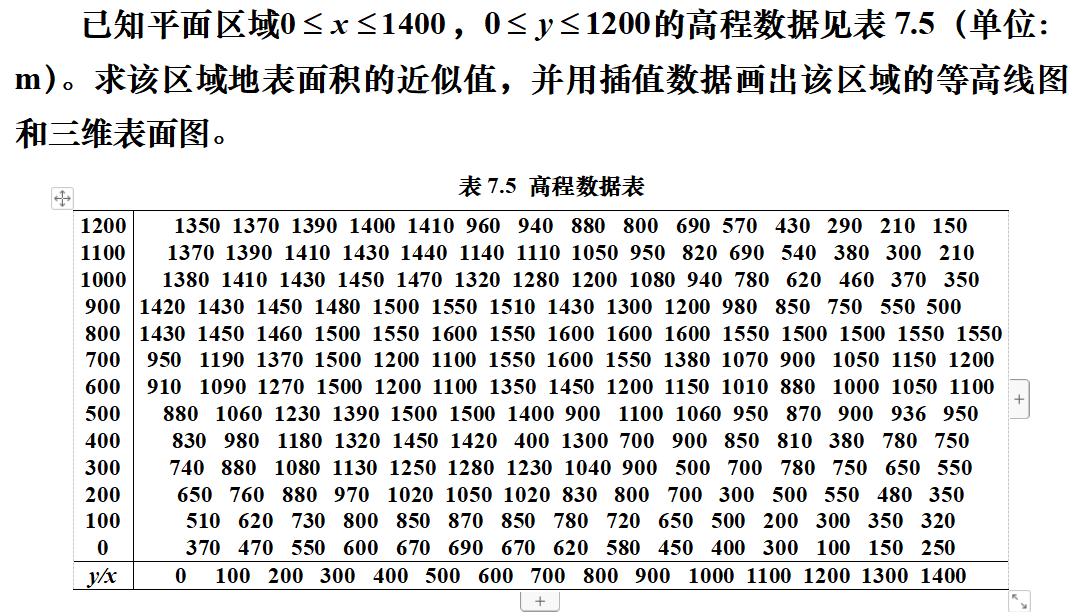 已知平面区域0 ≤ x ≤ 1400，0 ≤ y ≤ 1200的高程数据见表 7.5（单位：
m）。求该区域地表面积的近似值，并用插值数据画出该区域的等高线图
和三维表面图。
表 7.5 高程数据表
1200 1350 1370 1390 1400 1410 960 940 880 800 690 570 430 290 210 150
1100 1370 1390 1410 1430 1440 1140 1110 1050 950 820 690 540 380 300 210
1000 1380 1410 1430 1450 1470 1320 1280 1200 1080 940 780 620 460 370 350
900 1420 1430 1450 1480 1500 1550 1510 1430 1300 1200 980 850 750 550 500
800 1430 1450 1460 1500 1550 1600 1550 1600 1600 1600 1550 1500 1500 1550 1550
700 950 1190 1370 1500 1200 1100 1550 1600 1550 1380 1070 900 1050 1150 1200
600 910 1090 1270 1500 1200 1100 1350 1450 1200 1150 1010 880 1000 1050 1100
500 880 1060 1230 1390 1500 1500 1400 900 1100 1060 950 870 900 936 950
400 830 980 1180 1320 1450 1420 400 1300 700 900 850 810 380 780 750
300 740 880 1080 1130 1250 1280 1230 1040 900 500 700 780 750 650 550
200 650 760 880 970 1020 1050 1020 830 800 700 300 500 550 480 350
100 510 620 730 800 850 870 850 780 720 650 500 200 300 350 320
0 370 470 550 600 670 690 670 620 580 450 400 300 100 150 250
y/x 0 100 200 300 400 500 600 700 800 900 1000 1100 1200 1300 1400